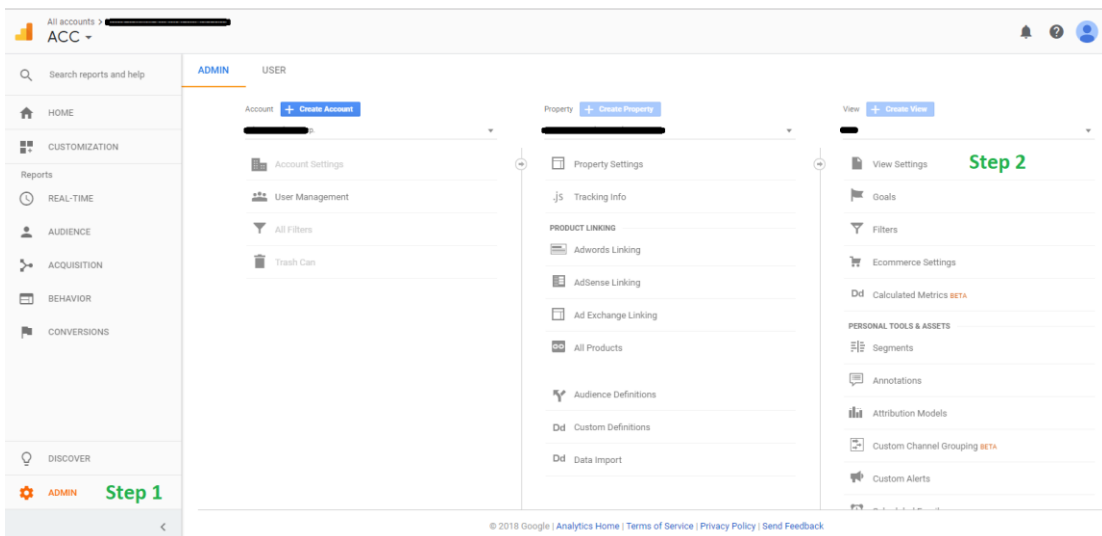 All accounts >
ACC
Search reports and help
HOME
CUSTOMIZATION
Reports
REAL-TIME
AUDIENCE
ACQUISITION
BEHAVIOR
CONVERSIONS
DISCOVER
ADMIN Step 1
ADMIN USER
Account + Create Account
Account Settings
User Management
All Filters
Trash Can
Property + Create Property
Property Settings
.js Tracking Info
PRODUCT LINKING
Adwords Linking
AdSense Linking
Ad Exchange Linking
All Products
Audience Definitions
Dd Custom Definitions
Dd Data Import
View + Create View
View Settings Step 2
Goals
Filters
Ecommerce Settings
Dd Calculated Metrics BETA
PERSONAL TOOLS & ASSETS
Segments
Annotations
Attribution Models
Custom Channel Grouping BETA
Custom Alerts
© 2018 Google | Analytics Home | Terms of Service | Privacy Policy | Send Feedback